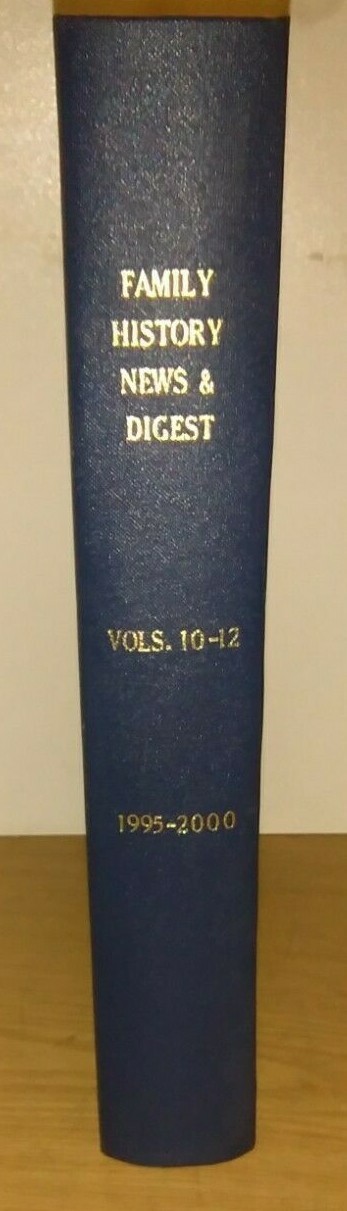 FAMILY
HISTORY
NEWS &
DIGEST
VOLS. 10-12
1995-2000